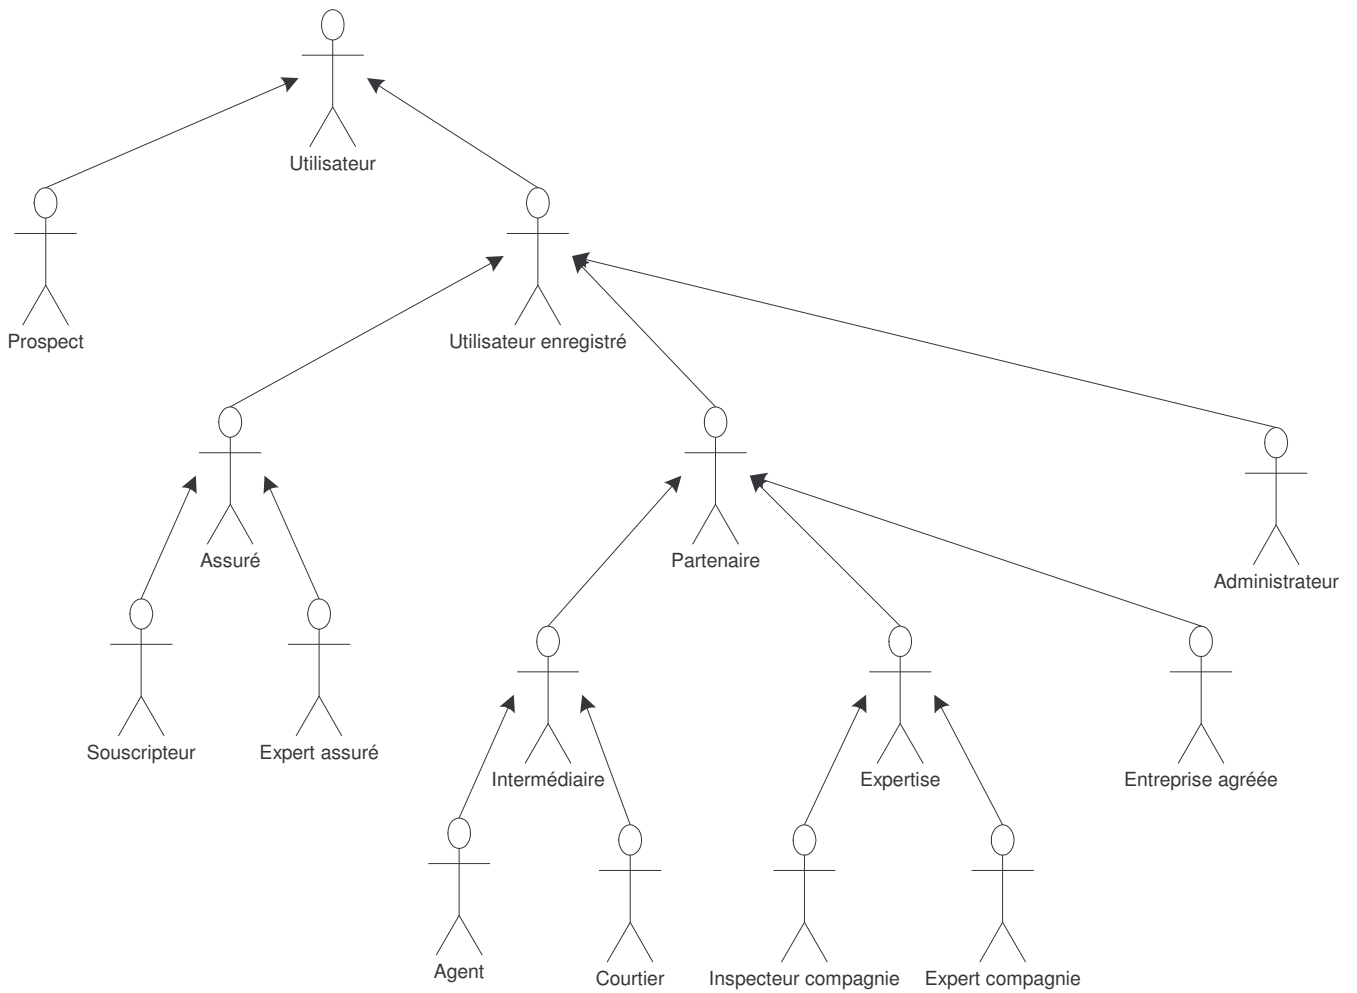 Utilisateur
Prospect
Utilisateur enregistré
Assuré
Partenaire
Administrateur
Souscripteur
Expert assuré
Intermédiaire
Expertise
Entreprise agréée
Agent
Courtier
Inspecteur compagnie
Expert compagnie